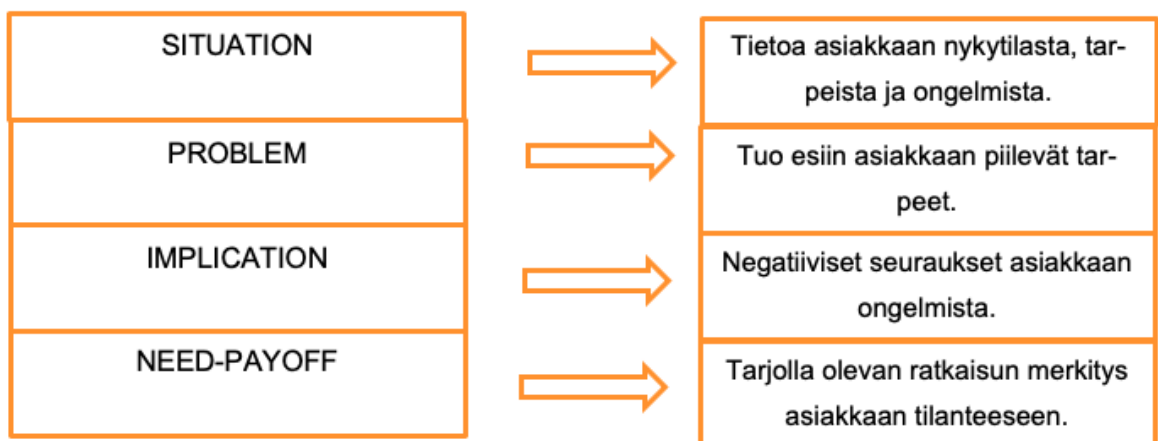 SITUATION
Tietoa asiakkaan nykytilasta, tar-
peista ja ongelmista.
PROBLEM
Tuo esiin asiakkaan piilevät tar-
peet.
IMPLICATION
Negatiiviset seuraukset asiakkaan
ongelmista.
NEED-PAYOFF
Tarjolla olevan ratkaisun merkitys
asiakkaan tilanteeseen.